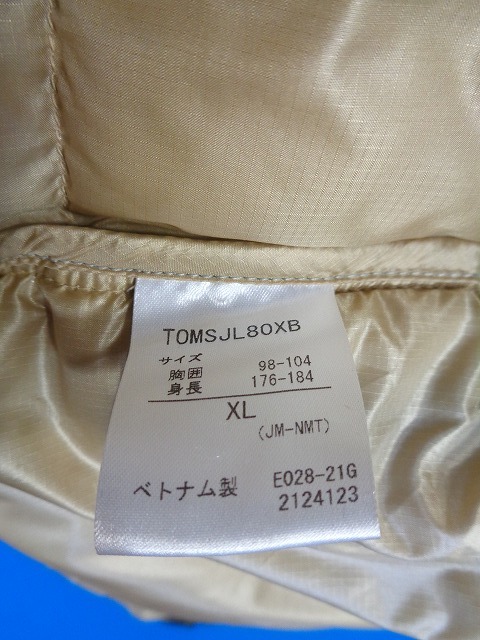 TOMSJL80XB
サイズ
胸囲 98-104
身長 176-184
XL
(JM-NMT)
ベトナム製 E028-21G
2124123